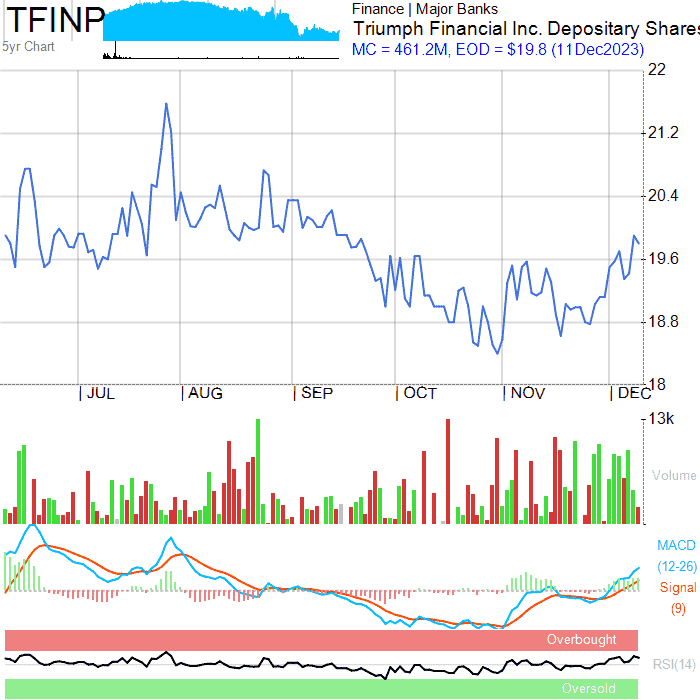 TFINP
5yr Chart
Finance | Major Banks
Triumph Financial Inc. Depositary Shares
MC = 461.2M, EOD = $19.8 (11Dec2023)
22
21.2
20.4
19.6
18.8
18
| JUL | AUG | SEP | OCT | NOV | DEC
13k
Volume
MACD
(12-26)
Signal
(9)
Overbought
RSI(14)
Oversold